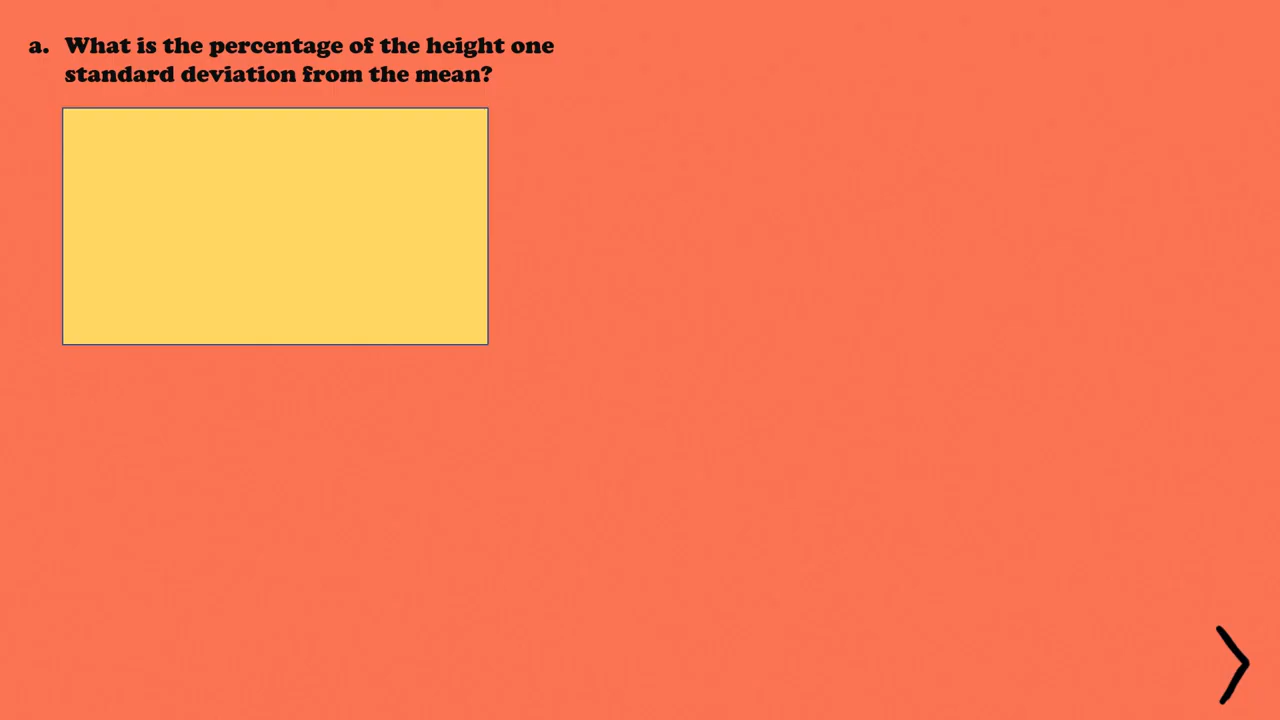 a. What is the percentage of the height one
standard deviation from the mean?